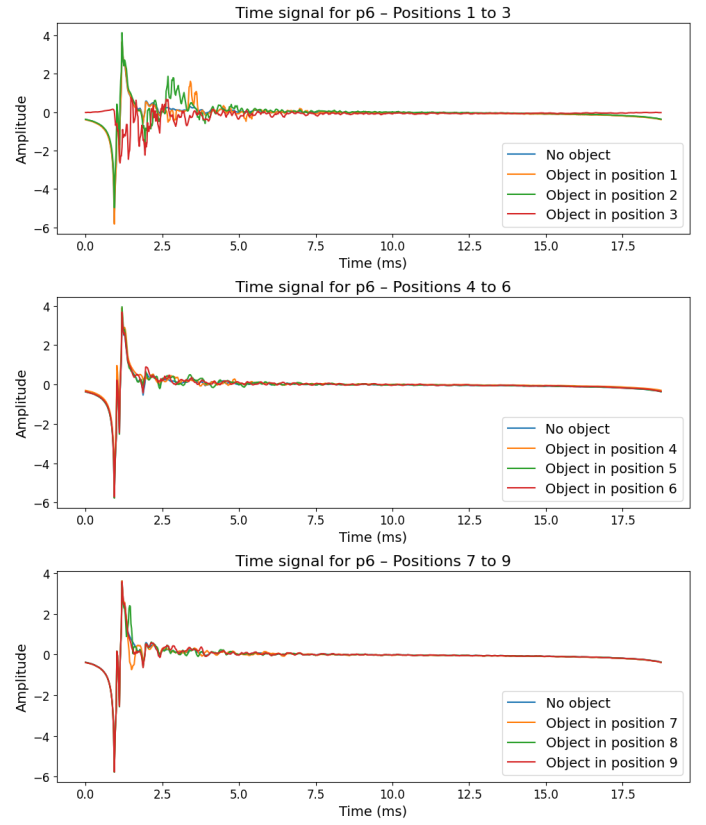 Time signal for p6 – Positions 1 to 3
Amplitude
4
2
0
−2
−4
−6
No object
Object in position 1
Object in position 2
Object in position 3
0.0 2.5 5.0 7.5 10.0 12.5 15.0 17.5
Time (ms)
Time signal for p6 – Positions 4 to 6
Amplitude
4
2
0
−2
−4
−6
No object
Object in position 4
Object in position 5
Object in position 6
0.0 2.5 5.0 7.5 10.0 12.5 15.0 17.5
Time (ms)
Time signal for p6 – Positions 7 to 9
Amplitude
4
2
0
−2
−4
−6
No object
Object in position 7
Object in position 8
Object in position 9
0.0 2.5 5.0 7.5 10.0 12.5 15.0 17.5
Time (ms)